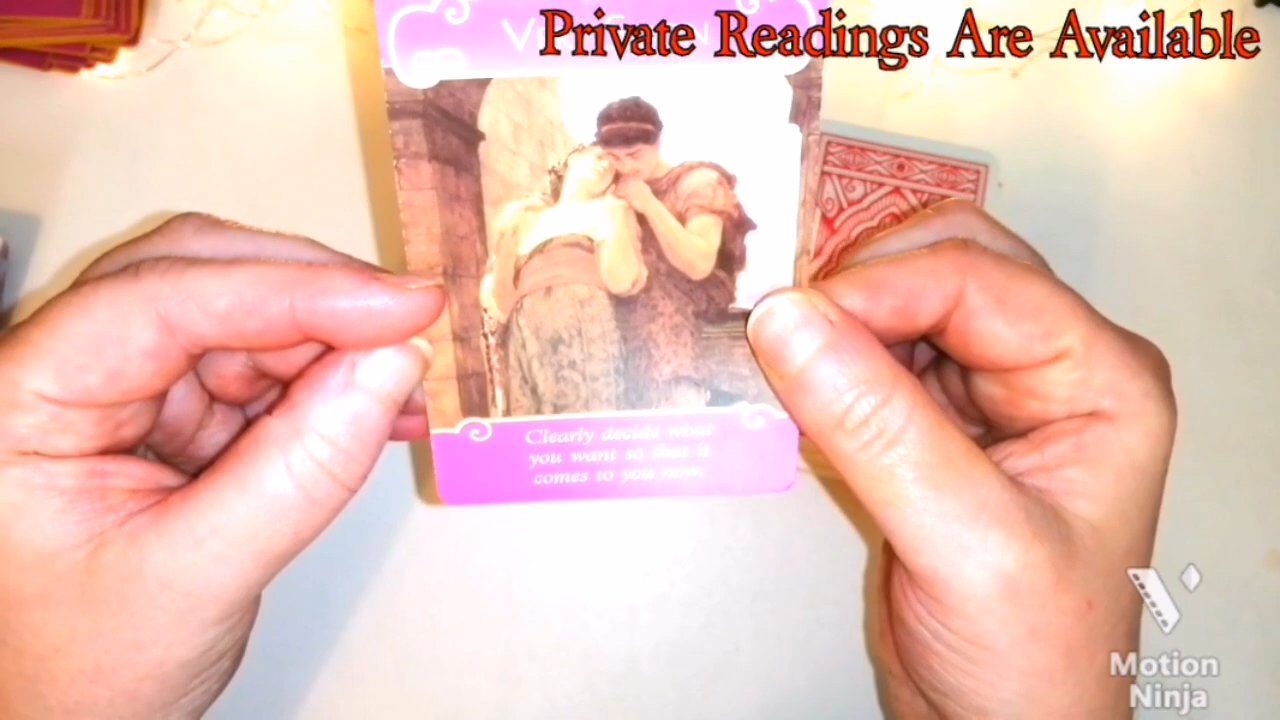 Private Readings Are Available
Clearly decide what
you want so that it
comes to you now.
Motion
Ninja